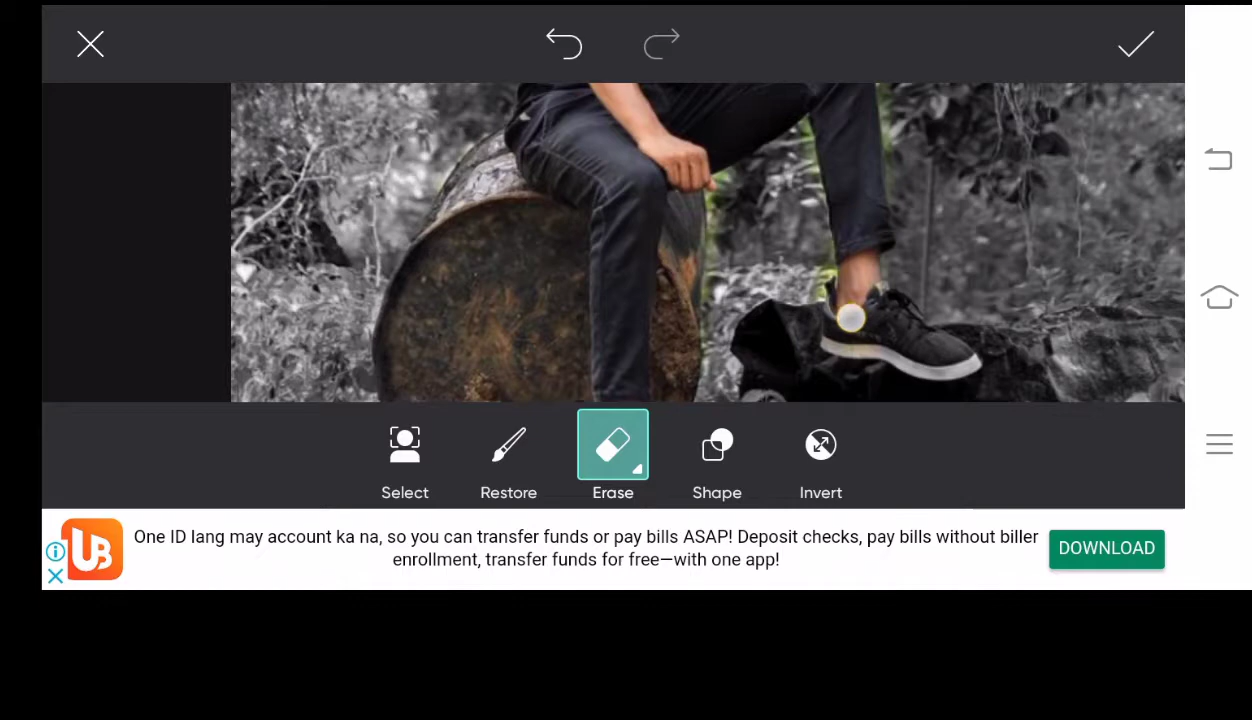 Select
Restore
Erase
Shape
Invert
UB
One ID lang may account ka na, so you can transfer funds or pay bills ASAP! Deposit checks, pay bills without biller
enrollment, transfer funds for free—with one app!
DOWNLOAD